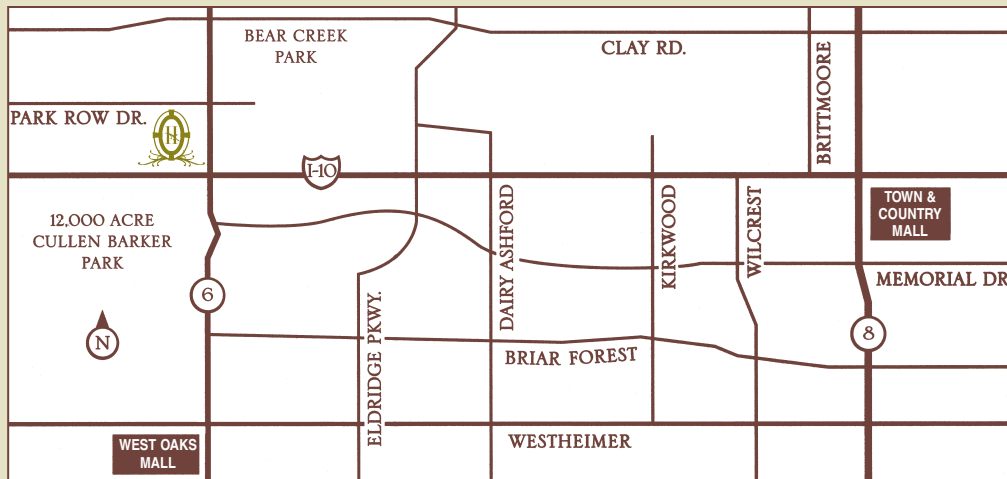 BEAR CREEK
PARK
CLAY RD.
BRITTMOORE
PARK ROW DR.
H
I-10
12,000 ACRE
CULLEN BARKER
PARK
DAIRY ASHFORD
KIRKWOOD
WILCREST
TOWN &
COUNTRY
MALL
MEMORIAL DR
6
N
ELDRIDGE PKWY.
8
BRIAR FOREST
WEST OAKS
MALL
WESTHEIMER